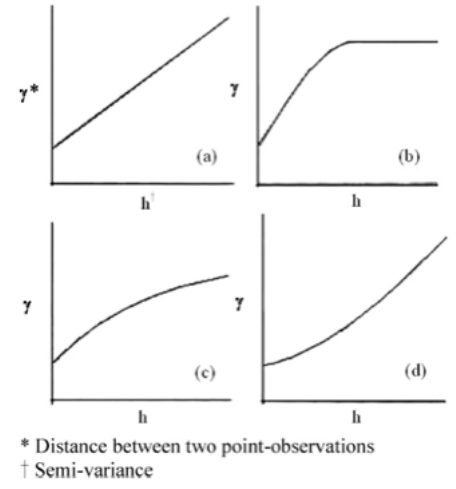 γ*
(a)
h†
γ
(b)
h
γ
(c)
h
γ
(d)
h
* Distance between two point-observations
† Semi-variance